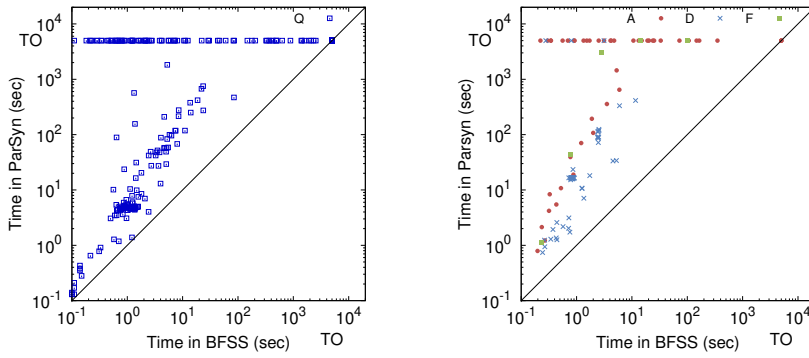 Q
TO
10^4
10^3
10^2
10^1
10^0
10^-1
Time in ParSyn (sec)
10^-1 10^0 10^1 10^2 10^3 10^4
Time in BFSS (sec) TO
A D F
TO
10^4
10^3
10^2
10^1
10^0
10^-1
Time in Parsyn (sec)
10^-1 10^0 10^1 10^2 10^3 10^4
Time in BFSS (sec) TO